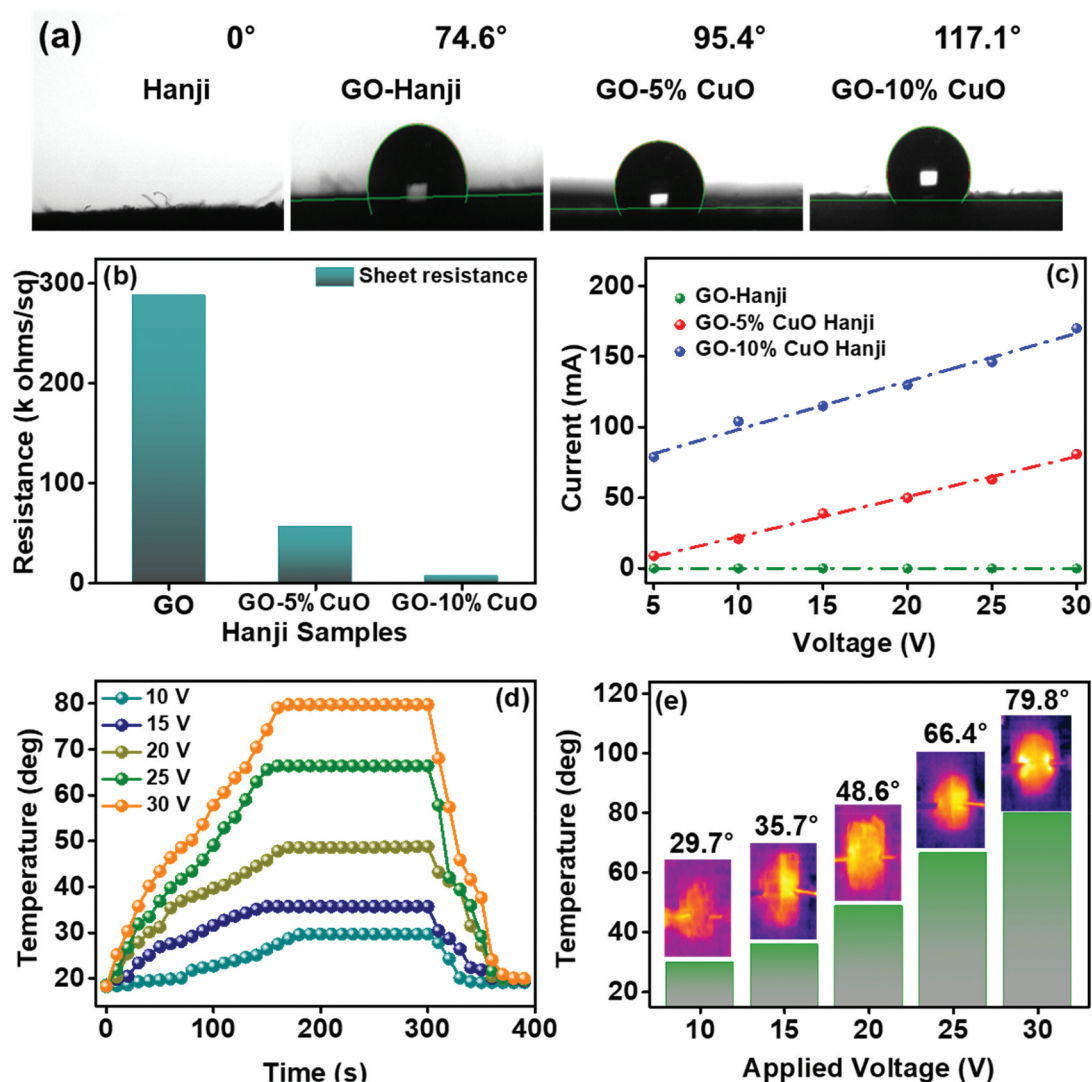 (a)
0° 74.6° 95.4° 117.1°
Hanji GO-Hanji GO-5% CuO GO-10% CuO
(b)
Sheet resistance
Resistance (k ohms/sq)
300
200
100
0
GO GO-5% CuO GO-10% CuO
Hanji Samples
(c)
GO-Hanji
GO-5% CuO Hanji
GO-10% CuO Hanji
Current (mA)
200
150
100
50
0
5 10 15 20 25 30
Voltage (V)
(d)
10 V
15 V
20 V
25 V
30 V
Temperature (deg)
80
70
60
50
40
30
20
0 100 200 300 400
Time (s)
(e)
Temperature (deg)
120
100
80
60
40
20
29.7° 35.7° 48.6° 66.4° 79.8°
10 15 20 25 30
Applied Voltage (V)